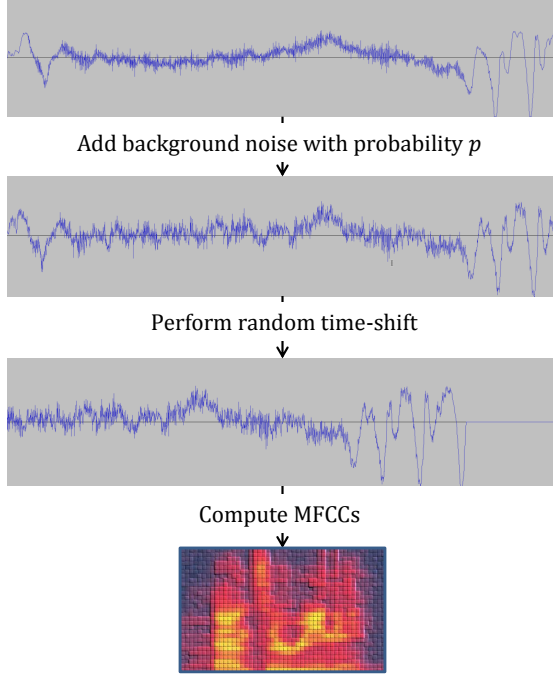 Add background noise with probability p
Perform random time-shift
Compute MFCCs